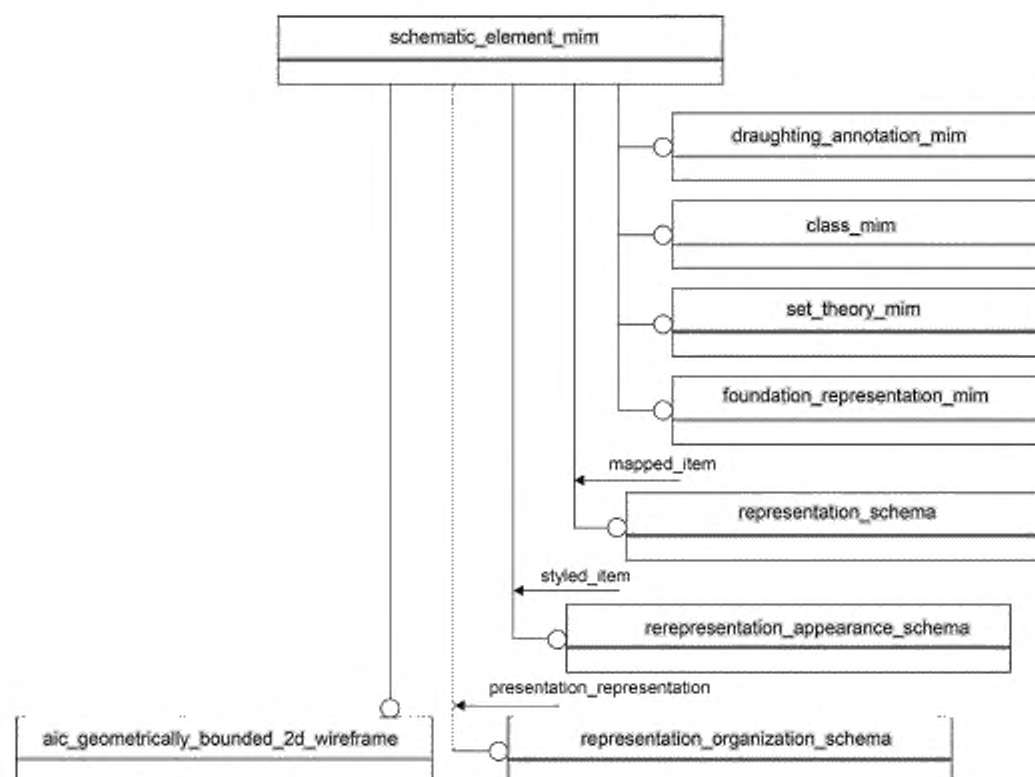 schematic_element_mim
draughting_annotation_mim
class_mim
set_theory_mim
foundation_representation_mim
mapped_item
representation_schema
styled_item
rerepresentation_appearance_schema
presentation_representation
aic_geometrically_bounded_2d_wireframe
representation_organization_schema